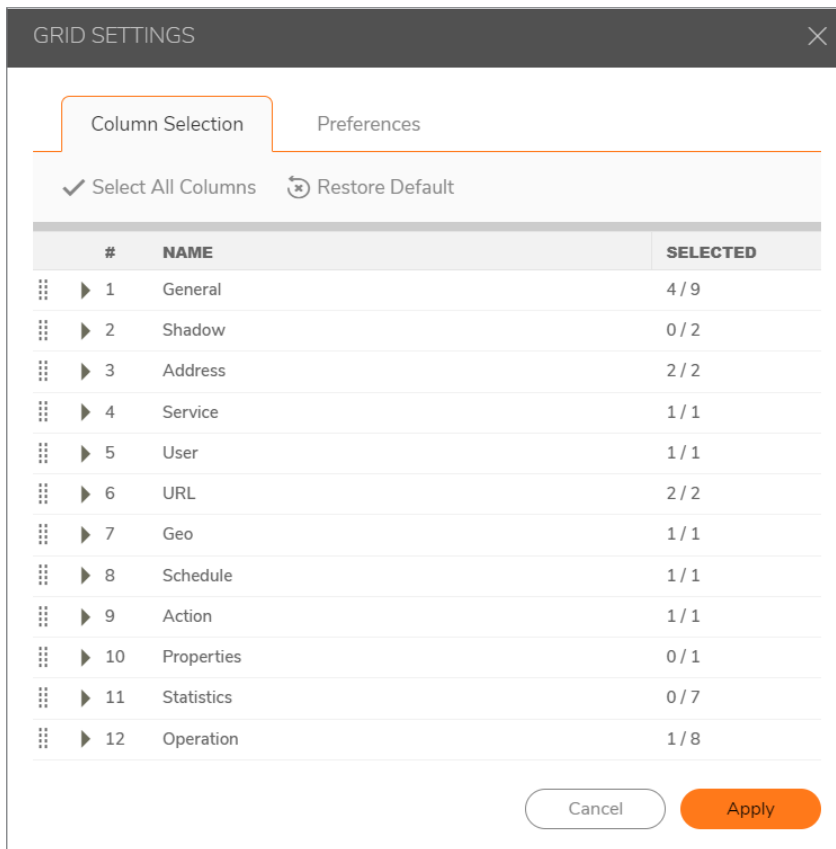 GRID SETTINGS
Column Selection Preferences
Select All Columns Restore Default
# NAME SELECTED
1 General 4 / 9
2 Shadow 0 / 2
3 Address 2 / 2
4 Service 1 / 1
5 User 1 / 1
6 URL 2 / 2
7 Geo 1 / 1
8 Schedule 1 / 1
9 Action 1 / 1
10 Properties 0 / 1
11 Statistics 0 / 7
12 Operation 1 / 8
Cancel Apply